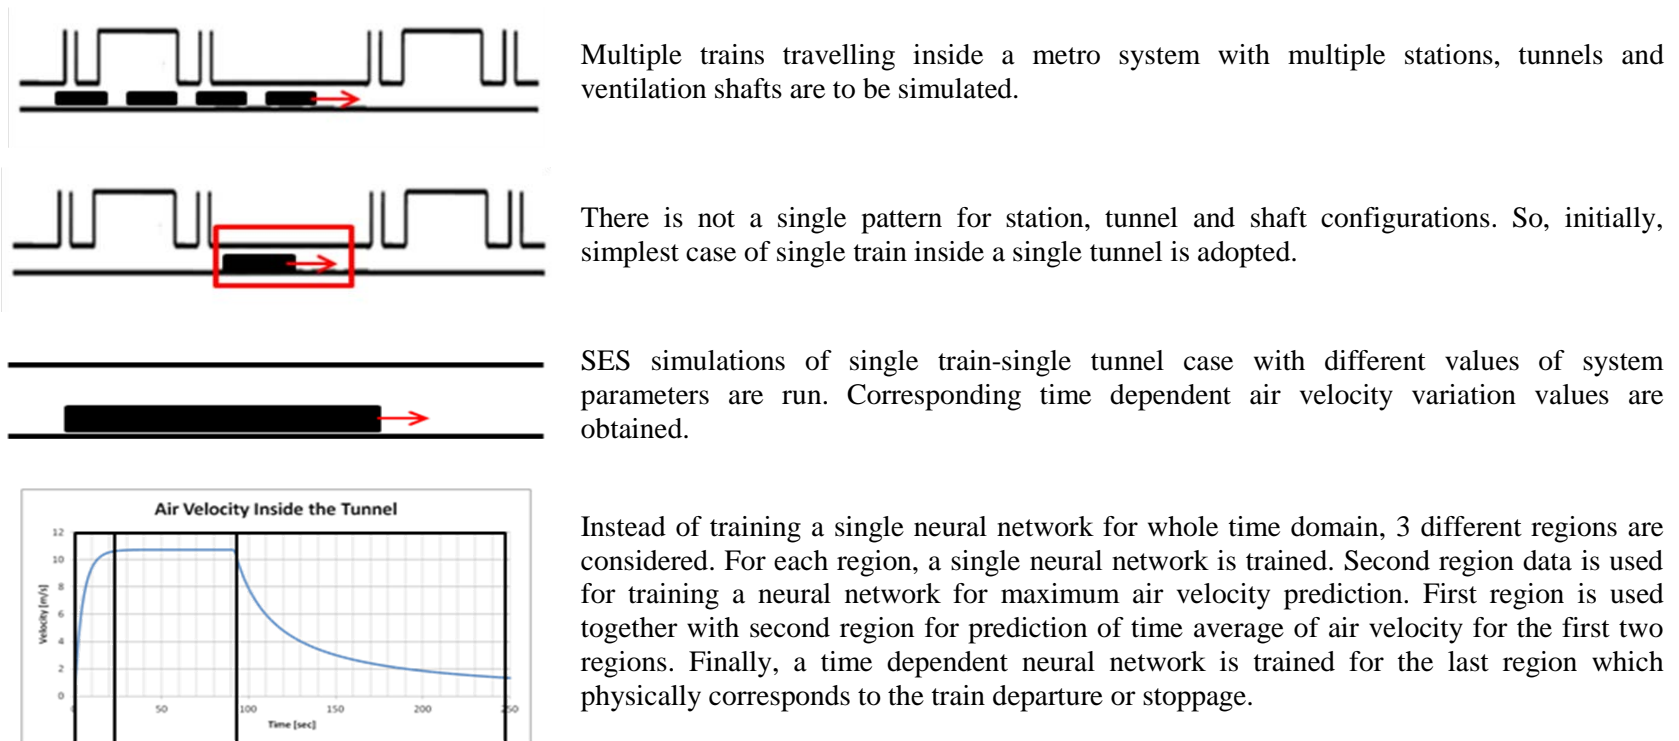 Multiple trains travelling inside a metro system with multiple stations, tunnels and
ventilation shafts are to be simulated.
There is not a single pattern for station, tunnel and shaft configurations. So, initially,
simplest case of single train inside a single tunnel is adopted.
SES simulations of single train-single tunnel case with different values of system
parameters are run. Corresponding time dependent air velocity variation values are
obtained.
Air Velocity Inside the Tunnel
12
10
8
6
4
2
0
Velocity [m/s]
50
100
150
200
250
Time [sec]
Instead of training a single neural network for whole time domain, 3 different regions are
considered. For each region, a single neural network is trained. Second region data is used
for training a neural network for maximum air velocity prediction. First region is used
together with second region for prediction of time average of air velocity for the first two
regions. Finally, a time dependent neural network is trained for the last region which
physically corresponds to the train departure or stoppage.